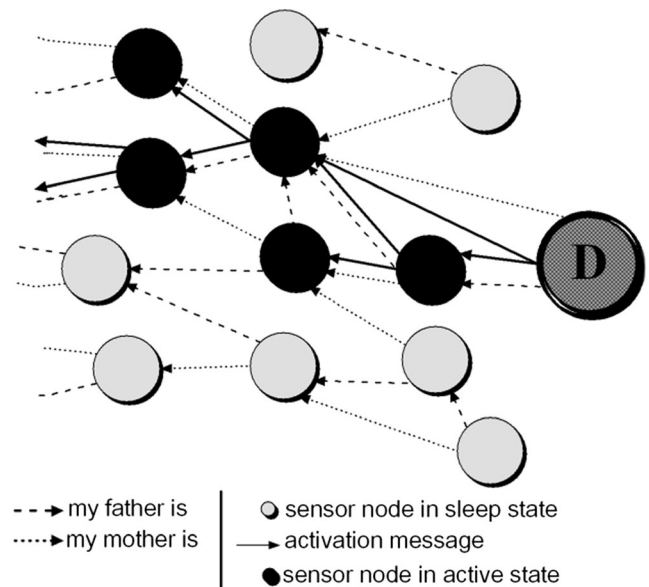 D
my father is
my mother is
sensor node in sleep state
activation message
sensor node in active state